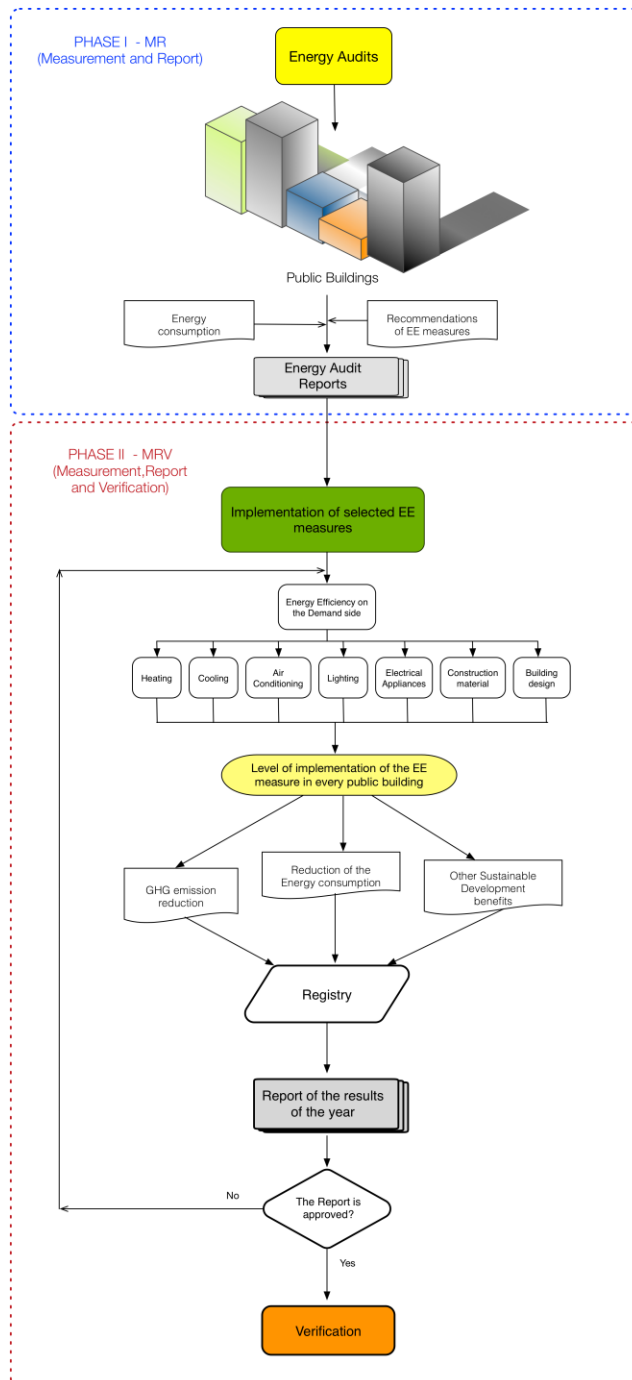 PHASE I - MR
(Measurement and Report)
Energy Audits
Public Buildings
Energy
consumption
Recommendations
of EE measures
Energy Audit
Reports
PHASE II - MRV
(Measurement,Report
and Verification)
Implementation of selected EE
measures
Energy Efficiency on
the Demand side
Heating
Cooling
Air
Conditioning
Lighting
Electrical
Appliances
Construction
material
Building
design
Level of implementation of the EE
measure in every public building
GHG emission
reduction
Reduction of the
Energy consumption
Other Sustainable
Development
benefits
Registry
Report of the results
of the year
The Report is
approved?
No
Yes
Verification